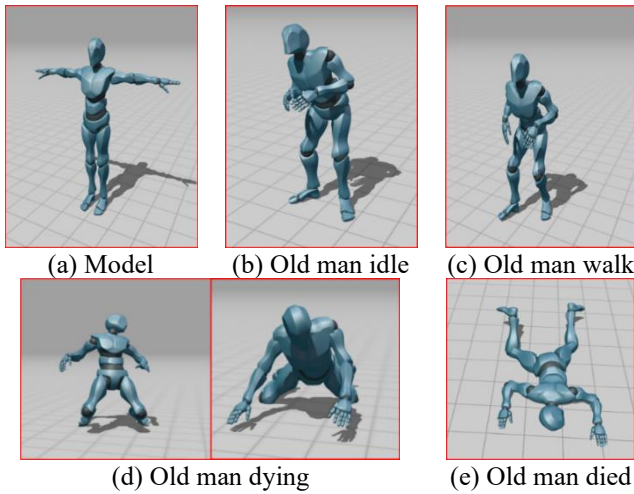 (a) Model
(b) Old man idle
(c) Old man walk
(d) Old man dying
(e) Old man died